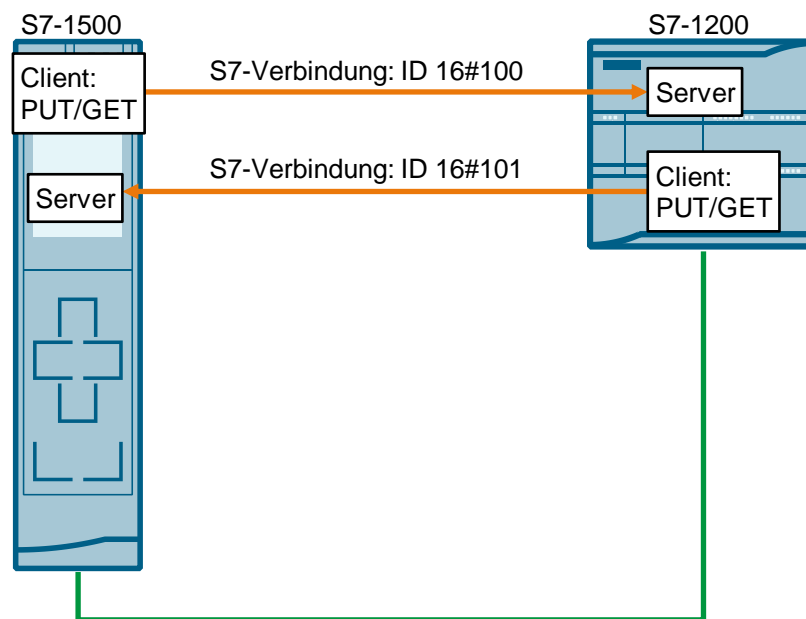 S7-1500
S7-1200
Client:
PUT/GET
S7-Verbindung: ID 16#100
Server
S7-Verbindung: ID 16#101
Server
Client:
PUT/GET